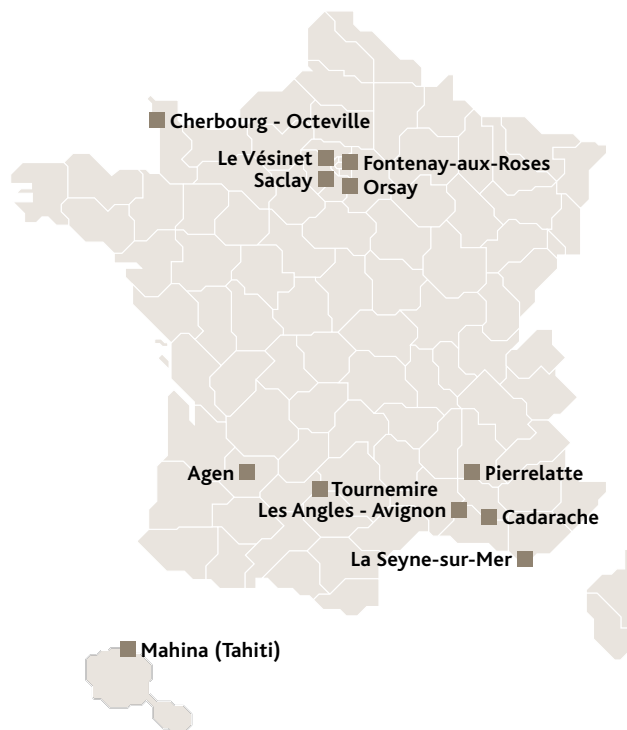 Cherbourg - Octeville
Le Vésinet
Fontenay-aux-Roses
Saclay
Orsay
Agen
Pierrelatte
Tournemire
Les Angles - Avignon
Cadarache
La Seyne-sur-Mer
Mahina (Tahiti)